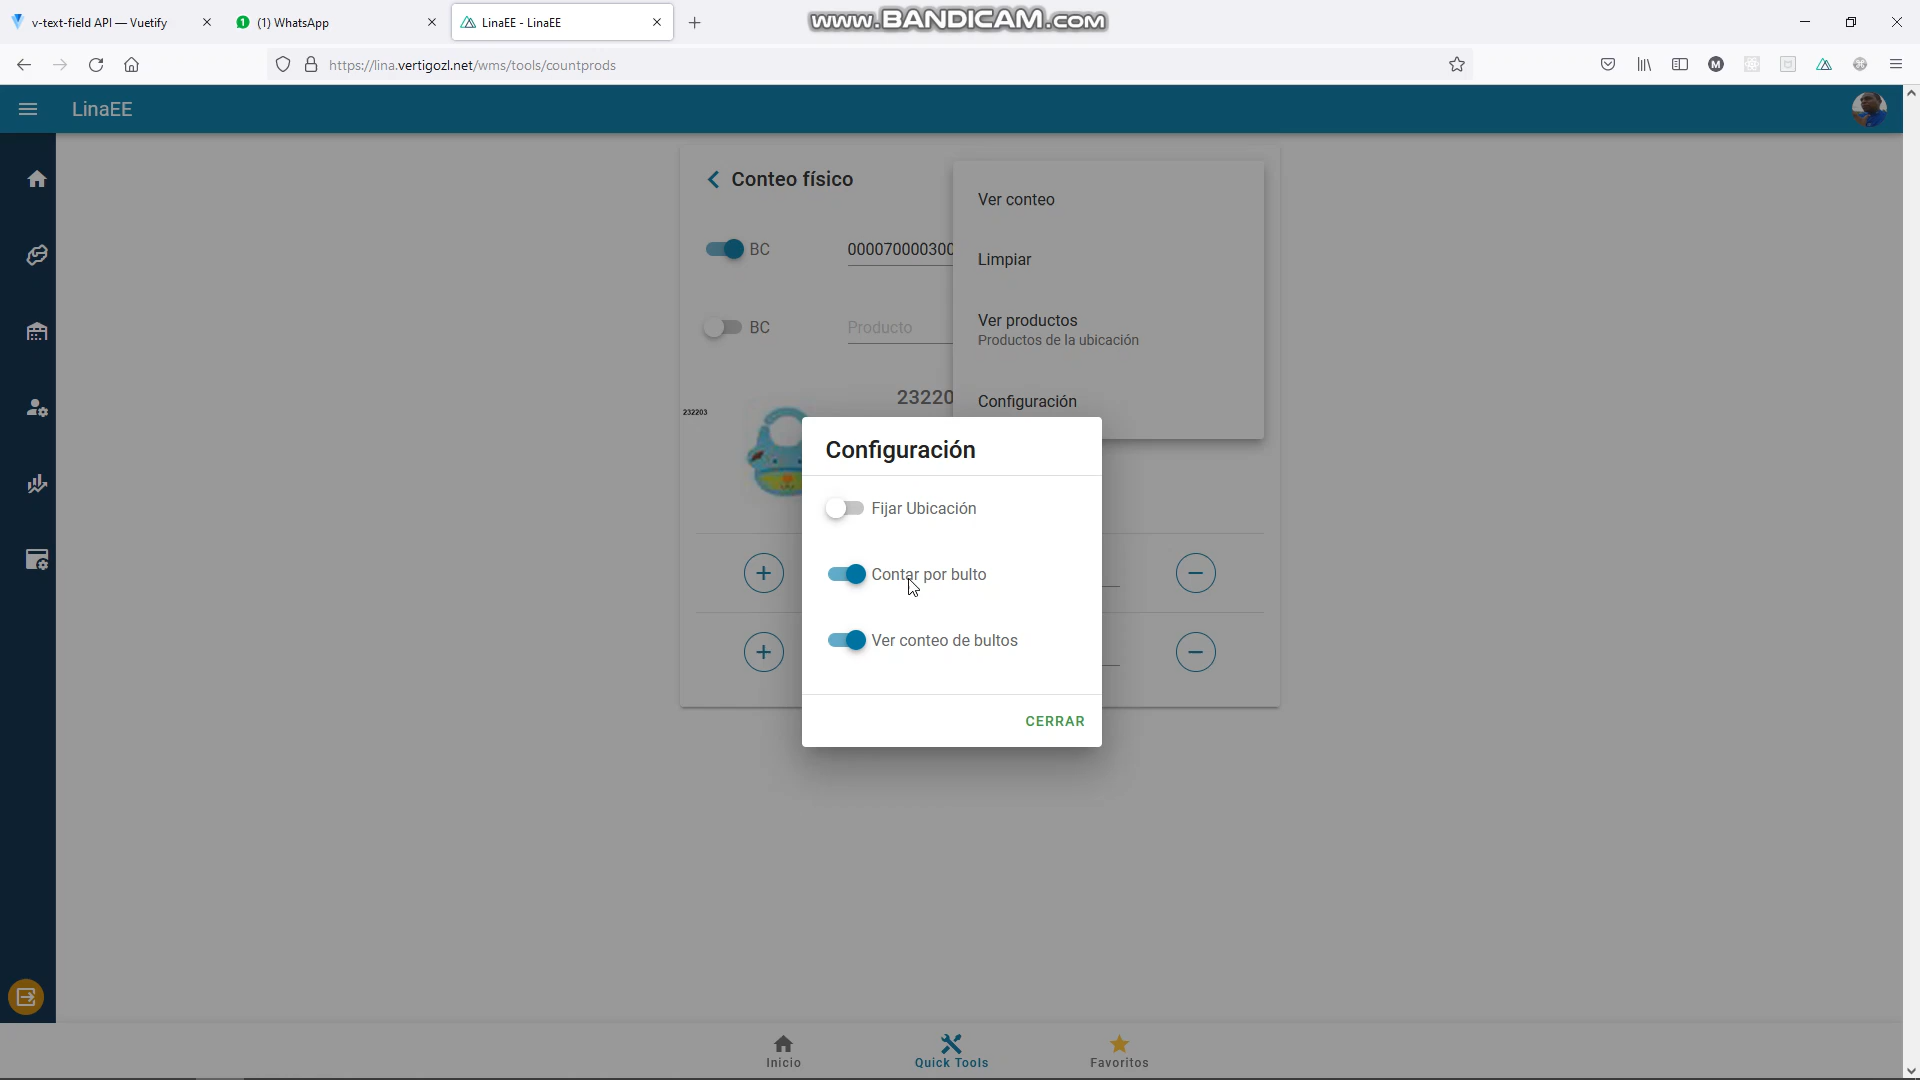 v-text-field API — Vuetify
(1) WhatsApp
LinaEE - LinaEE
www.BANDICAM.com
https://lina.vertigozl.net/wms/tools/countprods
M
LinaEE
Conteo físico
Ver conteo
BC
000070000300
Limpiar
BC
Producto
Ver productos
Productos de la ubicación
23220
Configuración
232203
Configuración
Fijar Ubicación
Contar por bulto
Ver conteo de bultos
CERRAR
Inicio
Quick Tools
Favoritos